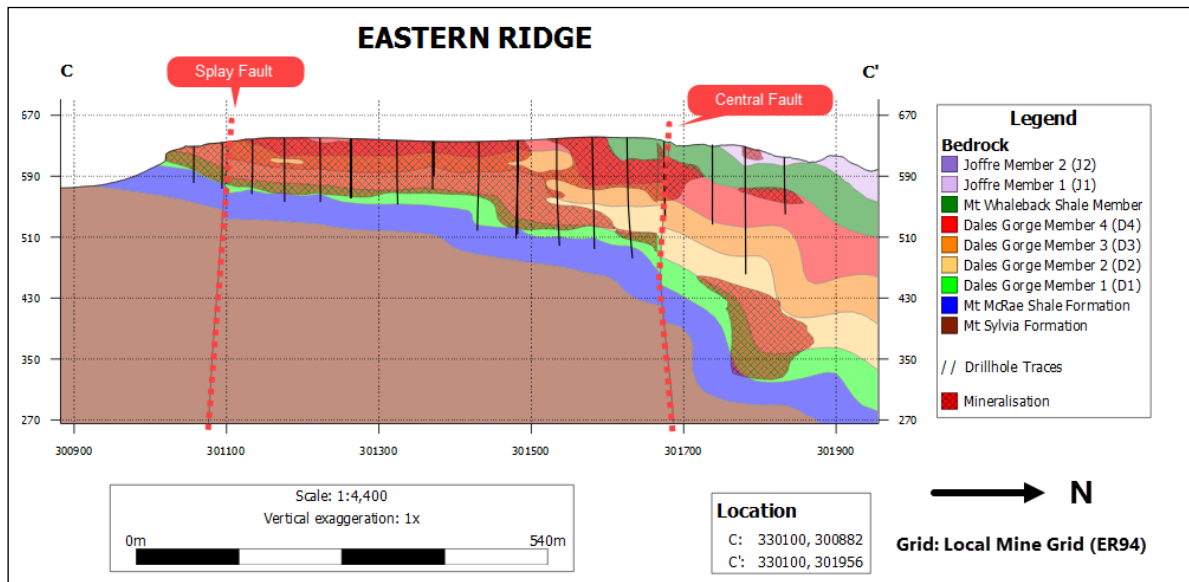 EASTERN RIDGE
C
C'
Splay Fault
Central Fault
670
670
590
590
510
510
430
430
350
350
270
270
300900
301100
301300
301500
301700
301900
Legend
Bedrock
Joffre Member 2 (J2)
Joffre Member 1 (J1)
Mt Whaleback Shale Member
Dales Gorge Member 4 (D4)
Dales Gorge Member 3 (D3)
Dales Gorge Member 2 (D2)
Dales Gorge Member 1 (D1)
Mt McRae Shale Formation
Mt Sylvia Formation
/ / Drillhole Traces
Mineralisation
Scale: 1:4,400
Vertical exaggeration: 1x
0m
540m
Location
C: 330100, 300882
C': 330100, 301956
N
Grid: Local Mine Grid (ER94)